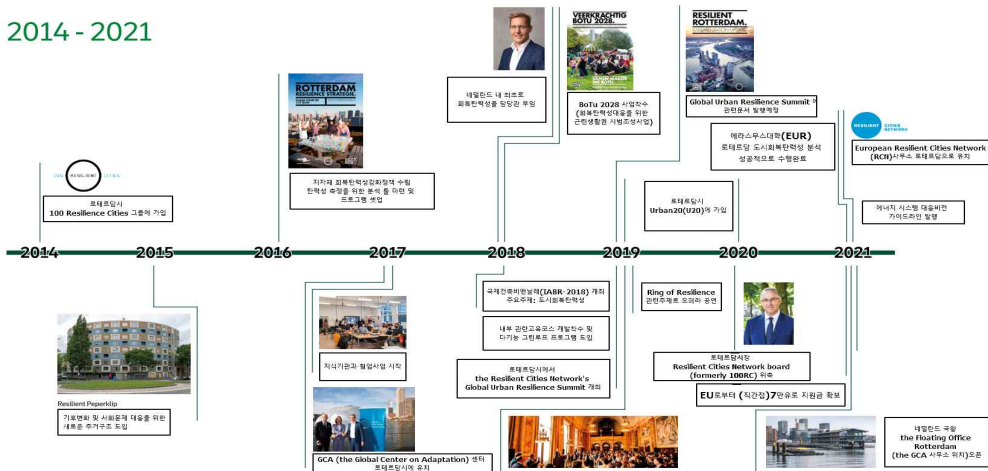 2014 - 2021
VEERKRACHTIG
BOTU 2028.
RESILIENT
ROTTERDAM.
ROTTERDAM
RESILIENCE STRATEGIE.
네덜란드 내 최초로
회복탄력성을 담당관 부임
BoTu 2028 사업착수
(회복탄력성대응을 위한
근린생활권 시범조성사업)
Global Urban Resilience Summit
관련문서 발행예정
에라스무스대학(EUR)
로테르담 도시회복탄력성 분석
성공적으로 수행완료
RESILIENT CITIES
NETWORK
European Resilient Cities Network
(RCN)사무소 로테르담으로 유치
100 RESILIENT CITIES
로테르담시
100 Resilience Cities 그룹에 가입
지자체 회복탄력성강화정책 수립
탄력성 측정을 위한 분석 툴 마련 및
프로그램 셋업
로테르담시
Urban20(U20)에 가입
에너지 시스템 대응비전
가이드라인 발행
2014
2015
2016
2017
2018
2019
2020
2021
국제건축비엔날레(IABR-2018) 개최
주요주제: 도시회복탄력성
Ring of Resilience
관련주제로 오페라 공연
내부 관련교육코스 개발착수 및
다기능 그린루프 프로그램 도입
지식기관과 협업사업 시작
로테르담시에서
the Resilient Cities Network's
Global Urban Resilience Summit 개최
로테르담시장
Resilient Cities Network board
(formerly 100RC) 위촉
EU로부터 (직간접)7만유로 지원금 확보
Resilient Peperklip
기후변화 및 사회문제 대응을 위한
새로운 주거구조 도입
GCA (the Global Center on Adaptation) 센터
로테르담시에 유치
네덜란드 국왕
the Floating Office
Rotterdam
(the GCA 사무소 위치)오픈